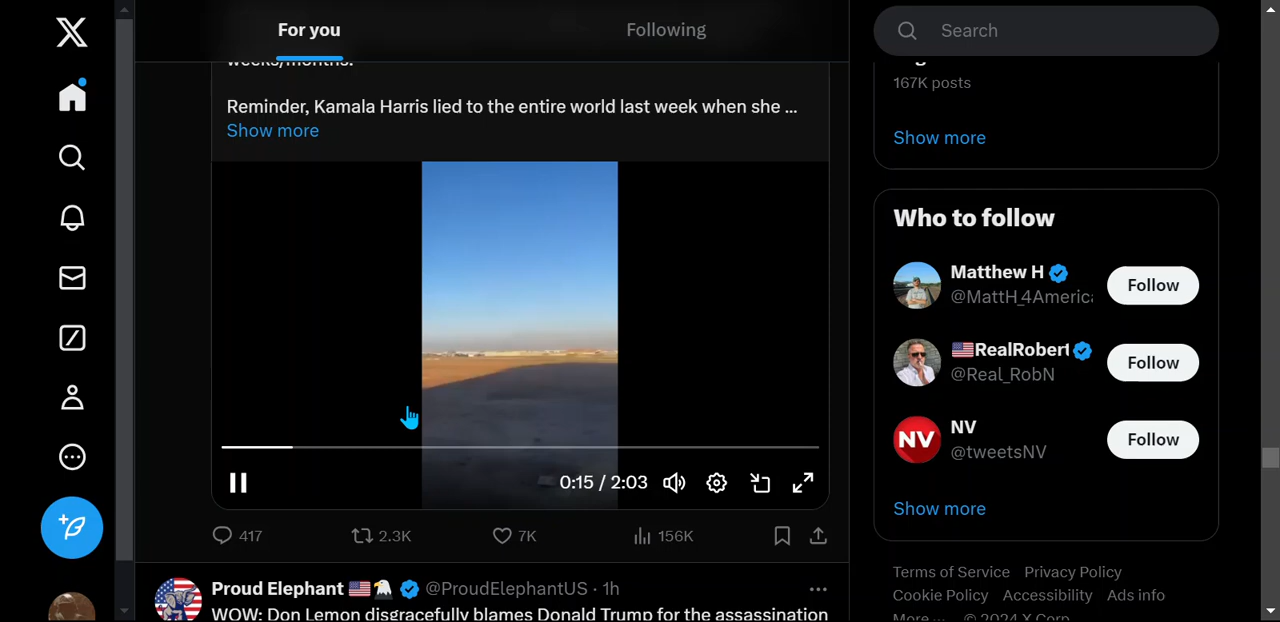 For you
Following
Search
weeks/months.
Reminder, Kamala Harris lied to the entire world last week when she ...
Show more
0:15 / 2:03
417
2.3K
7K
156K
Proud Elephant 🇺🇸🦅 @ProudElephantUS · 1h
WOW: Don Lemon disgracefully blames Donald Trump for the assassination
167K posts
Show more
Who to follow
Matthew H
@MattH_4America
Follow
🇺🇸RealRobert
@Real_RobN
Follow
NV
NV
@tweetsNV
Follow
Show more
Terms of Service Privacy Policy
Cookie Policy Accessibility Ads info
More ... © 2024 X Corp.